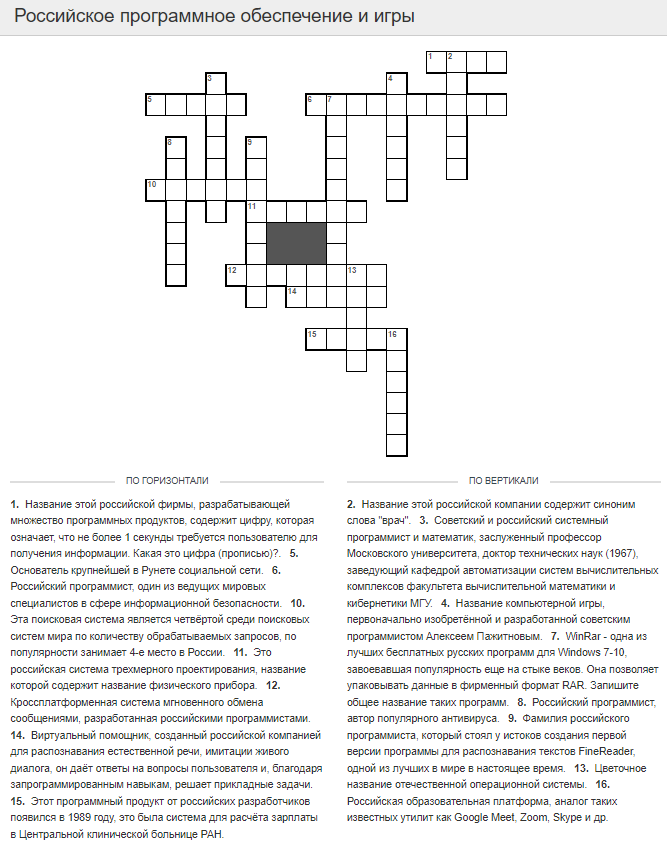 Российское программное обеспечение и игры
1 2
3 4
5 6 7
8 9
10
11
12 13
14
15 16
ПО ГОРИЗОНТАЛИ
1. Название этой российской фирмы, разрабатывающей
множество программных продуктов, содержит цифру, которая
означает, что не более 1 секунды требуется пользователю для
получения информации. Какая это цифра (прописью)?. 5.
Основатель крупнейшей в Рунете социальной сети. 6.
Российский программист, один из ведущих мировых
специалистов в сфере информационной безопасности. 10.
Эта поисковая система является четвёртой среди поисковых
систем мира по количеству обрабатываемых запросов, по
популярности занимает 4-е место в России. 11. Это
российская система трехмерного проектирования, название
которой содержит название физического прибора. 12.
Кроссплатформенная система мгновенного обмена
сообщениями, разработанная российскими программистами.
14. Виртуальный помощник, созданный российской компанией
для распознавания естественной речи, имитации живого
диалога, он даёт ответы на вопросы пользователя и, благодаря
запрограммированным навыкам, решает прикладные задачи.
15. Этот программный продукт от российских разработчиков
появился в 1989 году, это была система для расчёта зарплаты
в Центральной клинической больнице РАН.
ПО ВЕРТИКАЛИ
2. Название этой российской компании содержит синоним
слова "врач". 3. Советский и российский системный
программист и математик, заслуженный профессор
Московского университета, доктор технических наук (1967),
заведующий кафедрой автоматизации систем вычислительных
комплексов факультета вычислительной математики и
кибернетики МГУ. 4. Название компьютерной игры,
первоначально изобретённой и разработанной советским
программистом Алексеем Пажитновым. 7. WinRar - одна из
лучших бесплатных русских программ для Windows 7-10,
завоевавшая популярность еще на стыке веков. Она позволяет
упаковывать данные в фирменный формат RAR. Запишите
общее название таких программ. 8. Российский программист,
автор популярного антивируса. 9. Фамилия российского
программиста, который стоял у истоков создания первой
версии программы для распознавания текстов FineReader,
одной из лучших в мире в настоящее время. 13. Цветочное
название отечественной операционной системы. 16.
Российская образовательная платформа, аналог таких
известных утилит как Google Meet, Zoom, Skype и др.